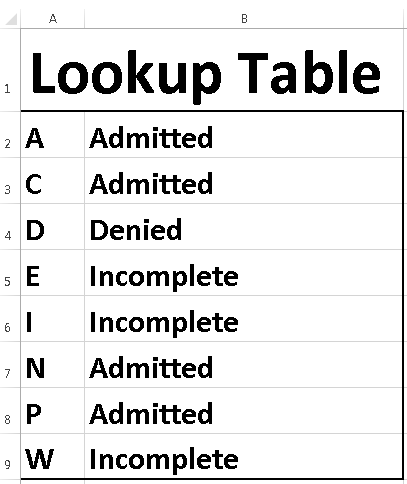 A B
1 Lookup Table
2 A Admitted
3 C Admitted
4 D Denied
5 E Incomplete
6 I Incomplete
7 N Admitted
8 P Admitted
9 W Incomplete